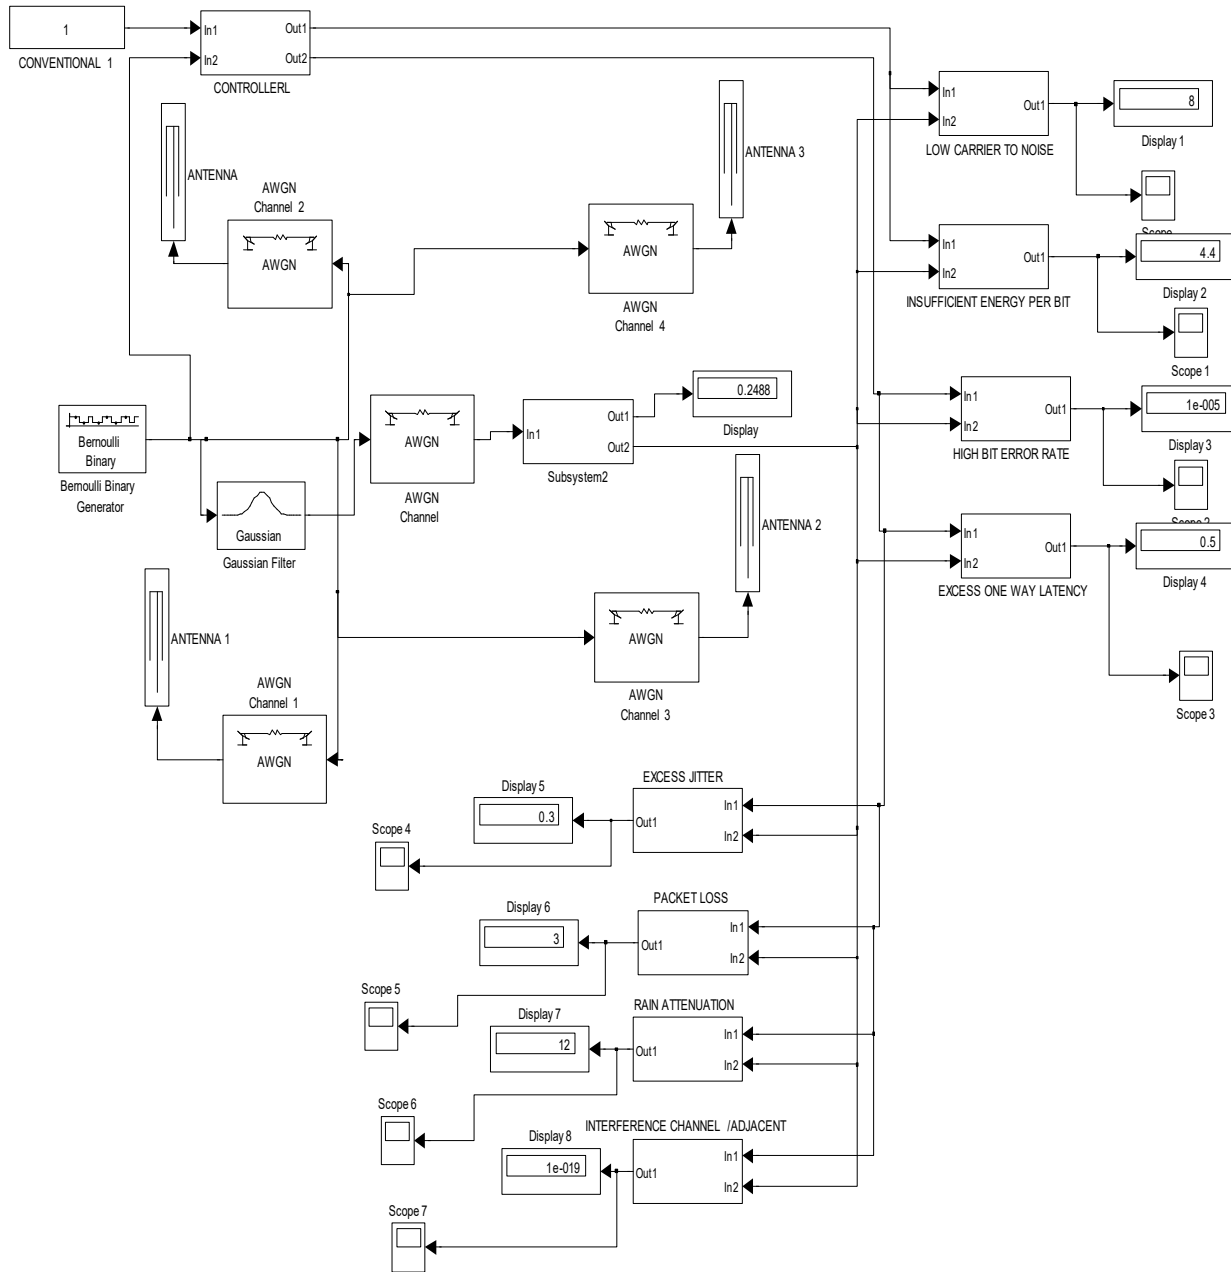 1
In1
In2
Out1
Out2
CONVENTIONAL 1
CONTROLLERL
ANTENNA
AWGN
Channel 2
AWGN
ANTENNA 3
AWGN
AWGN
Channel 4
In1
In2
Out1
LOW CARRIER TO NOISE
8
Display 1
Scope
In1
In2
Out1
INSUFFICIENT ENERGY PER BIT
4.4
Display 2
Scope 1
Bernoulli
Binary
Bernoulli Binary
Generator
Gaussian
Gaussian Filter
AWGN
AWGN
Channel
In1
Out1
Out2
Subsystem2
0.2488
Display
ANTENNA 2
In1
In2
Out1
HIGH BIT ERROR RATE
1e-005
Display 3
Scope 2
In1
In2
Out1
EXCESS ONE WAY LATENCY
0.5
Display 4
Scope 3
ANTENNA 1
AWGN
Channel 1
AWGN
AWGN
AWGN
Channel 3
EXCESS JITTER
Display 5
0.3
Out1
In1
In2
Scope 4
PACKET LOSS
Display 6
3
Out1
In1
In2
Scope 5
RAIN ATTENUATION
Display 7
12
Out1
In1
In2
Scope 6
INTERFERENCE CHANNEL /ADJACENT
Display 8
1e-019
Out1
In1
In2
Scope 7